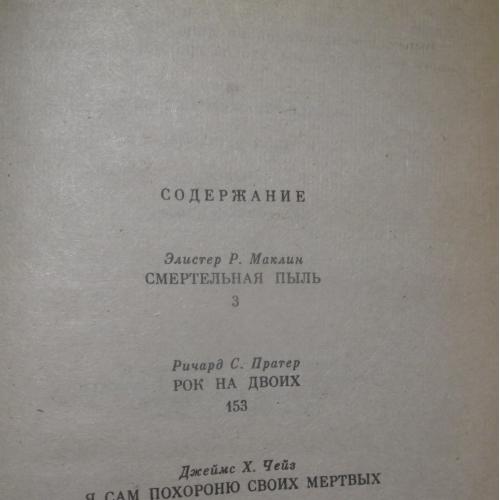 СОДЕРЖАНИЕ
Элистер Р. Маклин
СМЕРТЕЛЬНАЯ ПЫЛЬ
3
Ричард С. Пратер
РОК НА ДВОИХ
153
Джеймс Х. Чейз
Я САМ ПОХОРОНЮ СВОИХ МЕРТВЫХ